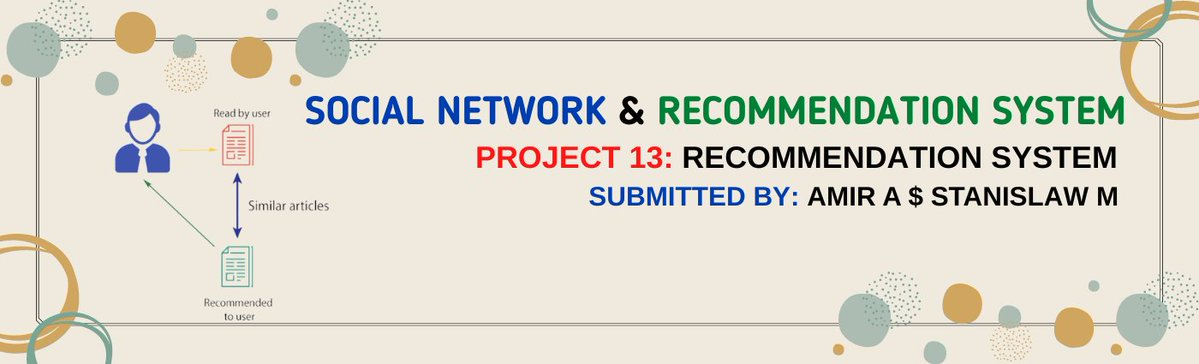 Read by user
Similar articles
Recommended
to user
SOCIAL NETWORK & RECOMMENDATION SYSTEM
PROJECT 13: RECOMMENDATION SYSTEM
SUBMITTED BY: AMIR A $ STANISLAW M